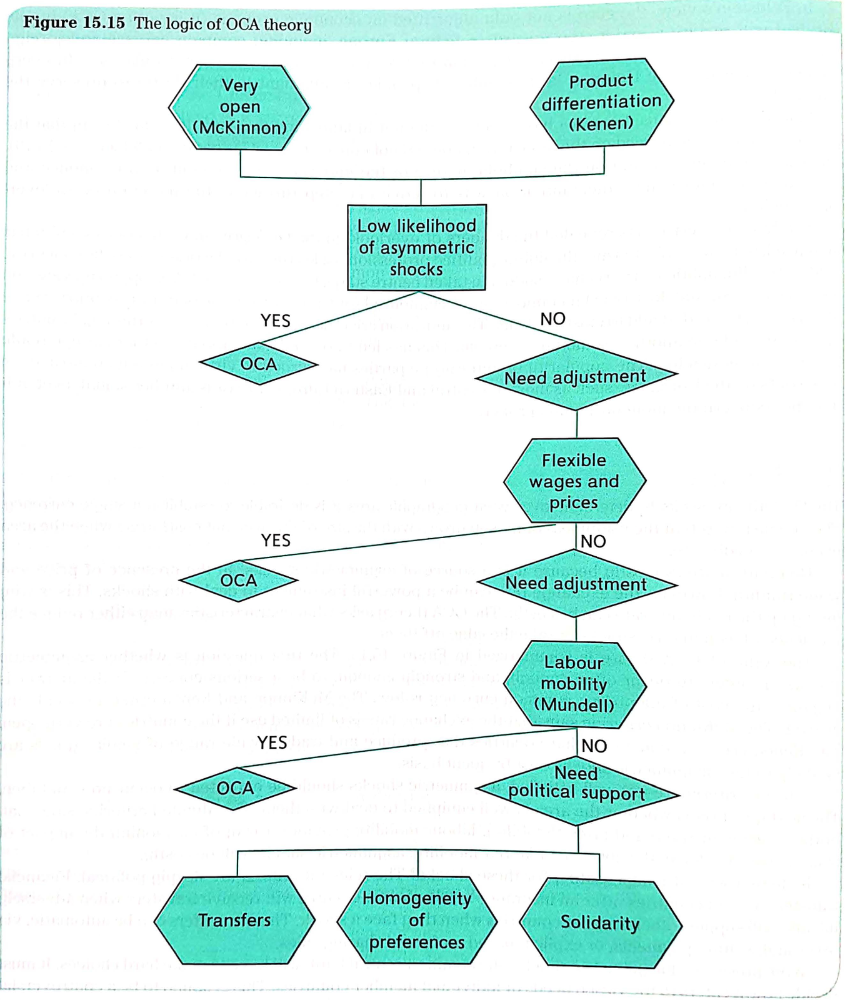 Figure 15.15 The logic of OCA theory
Very
open
(McKinnon)
Product
differentiation
(Kenen)
Low likelihood
of asymmetric
shocks
YES
NO
OCA
Need adjustment
Flexible
wages and
prices
YES
NO
OCA
Need adjustment
Labour
mobility
(Mundell)
YES
NO
OCA
Need
political support
Transfers
Homogeneity
of
preferences
Solidarity